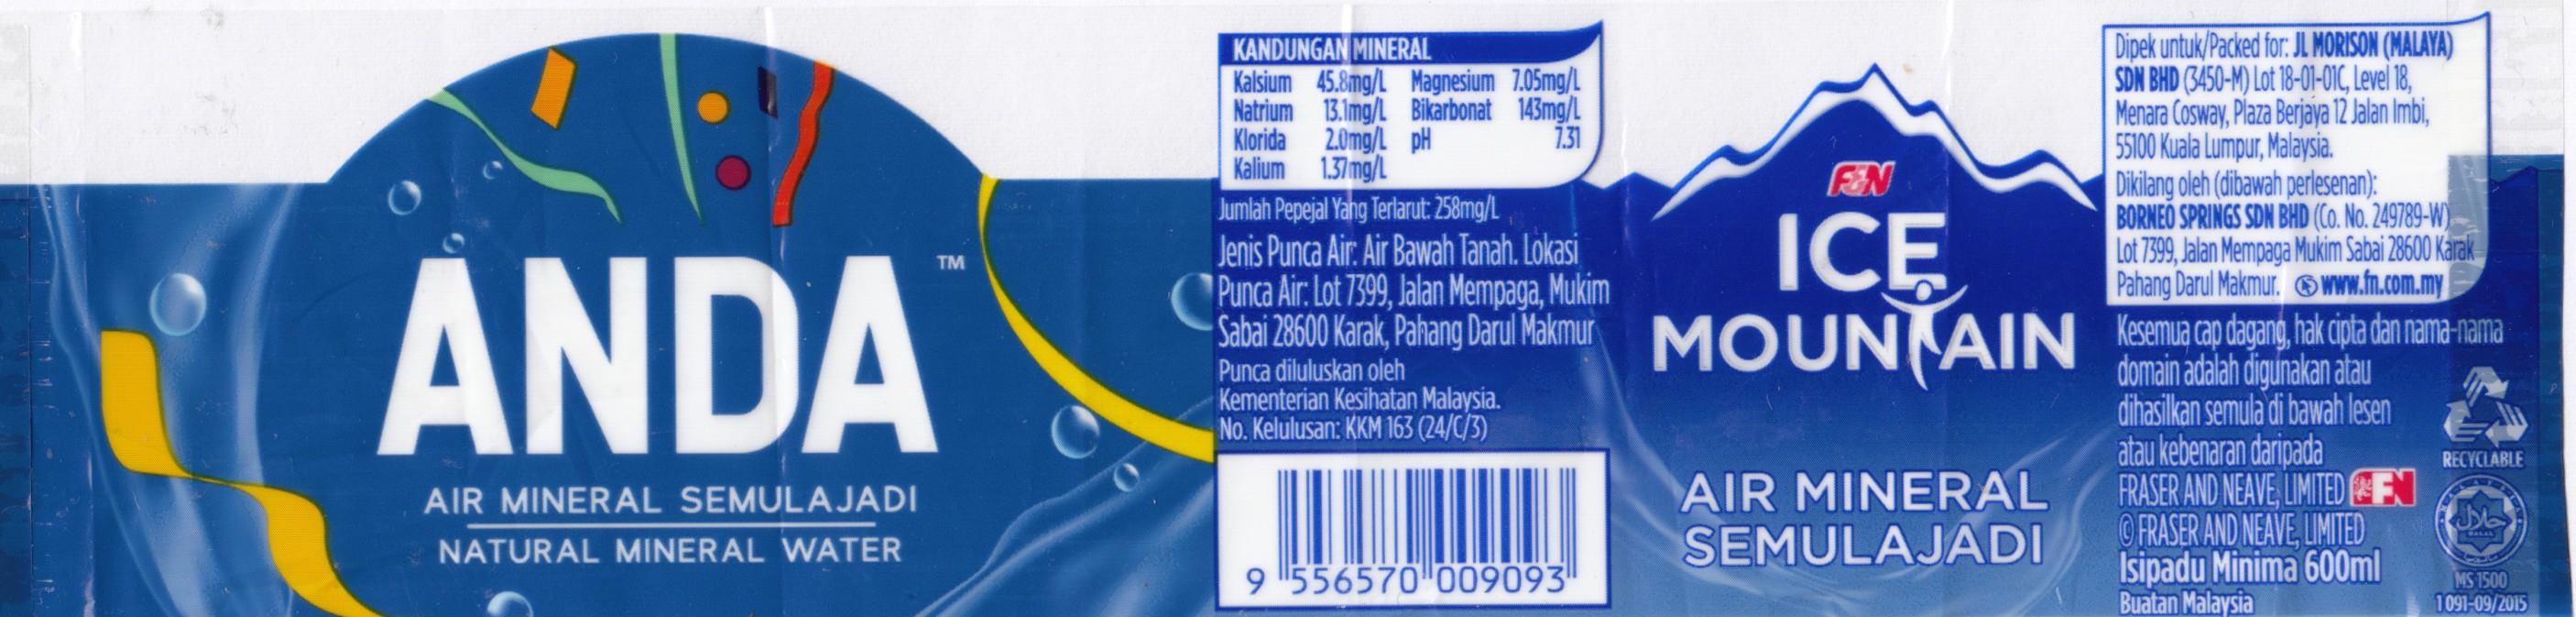 ANDA™
AIR MINERAL SEMULAJADI
NATURAL MINERAL WATER
KANDUNGAN MINERAL
Kalsium 45.8mg/L Magnesium 7.05mg/L
Natrium 13.1mg/L Bikarbonat 143mg/L
Klorida 2.0mg/L pH 7.31
Kalium 1.37mg/L
Jumlah Pepejal Yang Terlarut: 258mg/L
Jenis Punca Air: Air Bawah Tanah. Lokasi
Punca Air: Lot 7399, Jalan Mempaga, Mukim
Sabai 28600 Karak, Pahang Darul Makmur
Punca diluluskan oleh
Kementerian Kesihatan Malaysia.
No. Kelulusan: KKM 163 (24/C/3)
9 556570 009093
F&N
ICE
MOUNTAIN
AIR MINERAL
SEMULAJADI
Dipek untuk/Packed for: JL MORISON (MALAYA)
SDN BHD (3450-M) Lot 18-01-01C, Level 18,
Menara Cosway, Plaza Berjaya 12 Jalan Imbi,
55100 Kuala Lumpur, Malaysia.
Dikilang oleh (dibawah perlesenan):
BORNEO SPRINGS SDN BHD (Co. No. 249789-W)
Lot 7399, Jalan Mempaga Mukim Sabai 28600 Karak
Pahang Darul Makmur. www.fn.com.my
Kesemua cap dagang, hak cipta dan nama-nama
domain adalah digunakan atau
dihasilkan semula di bawah lesen
atau kebenaran daripada
FRASER AND NEAVE, LIMITED F&N
© FRASER AND NEAVE, LIMITED
Isipadu Minima 600ml
Buatan Malaysia
RECYCLABLE
حلال
HALAL
MS 1500
1 091-09/2015